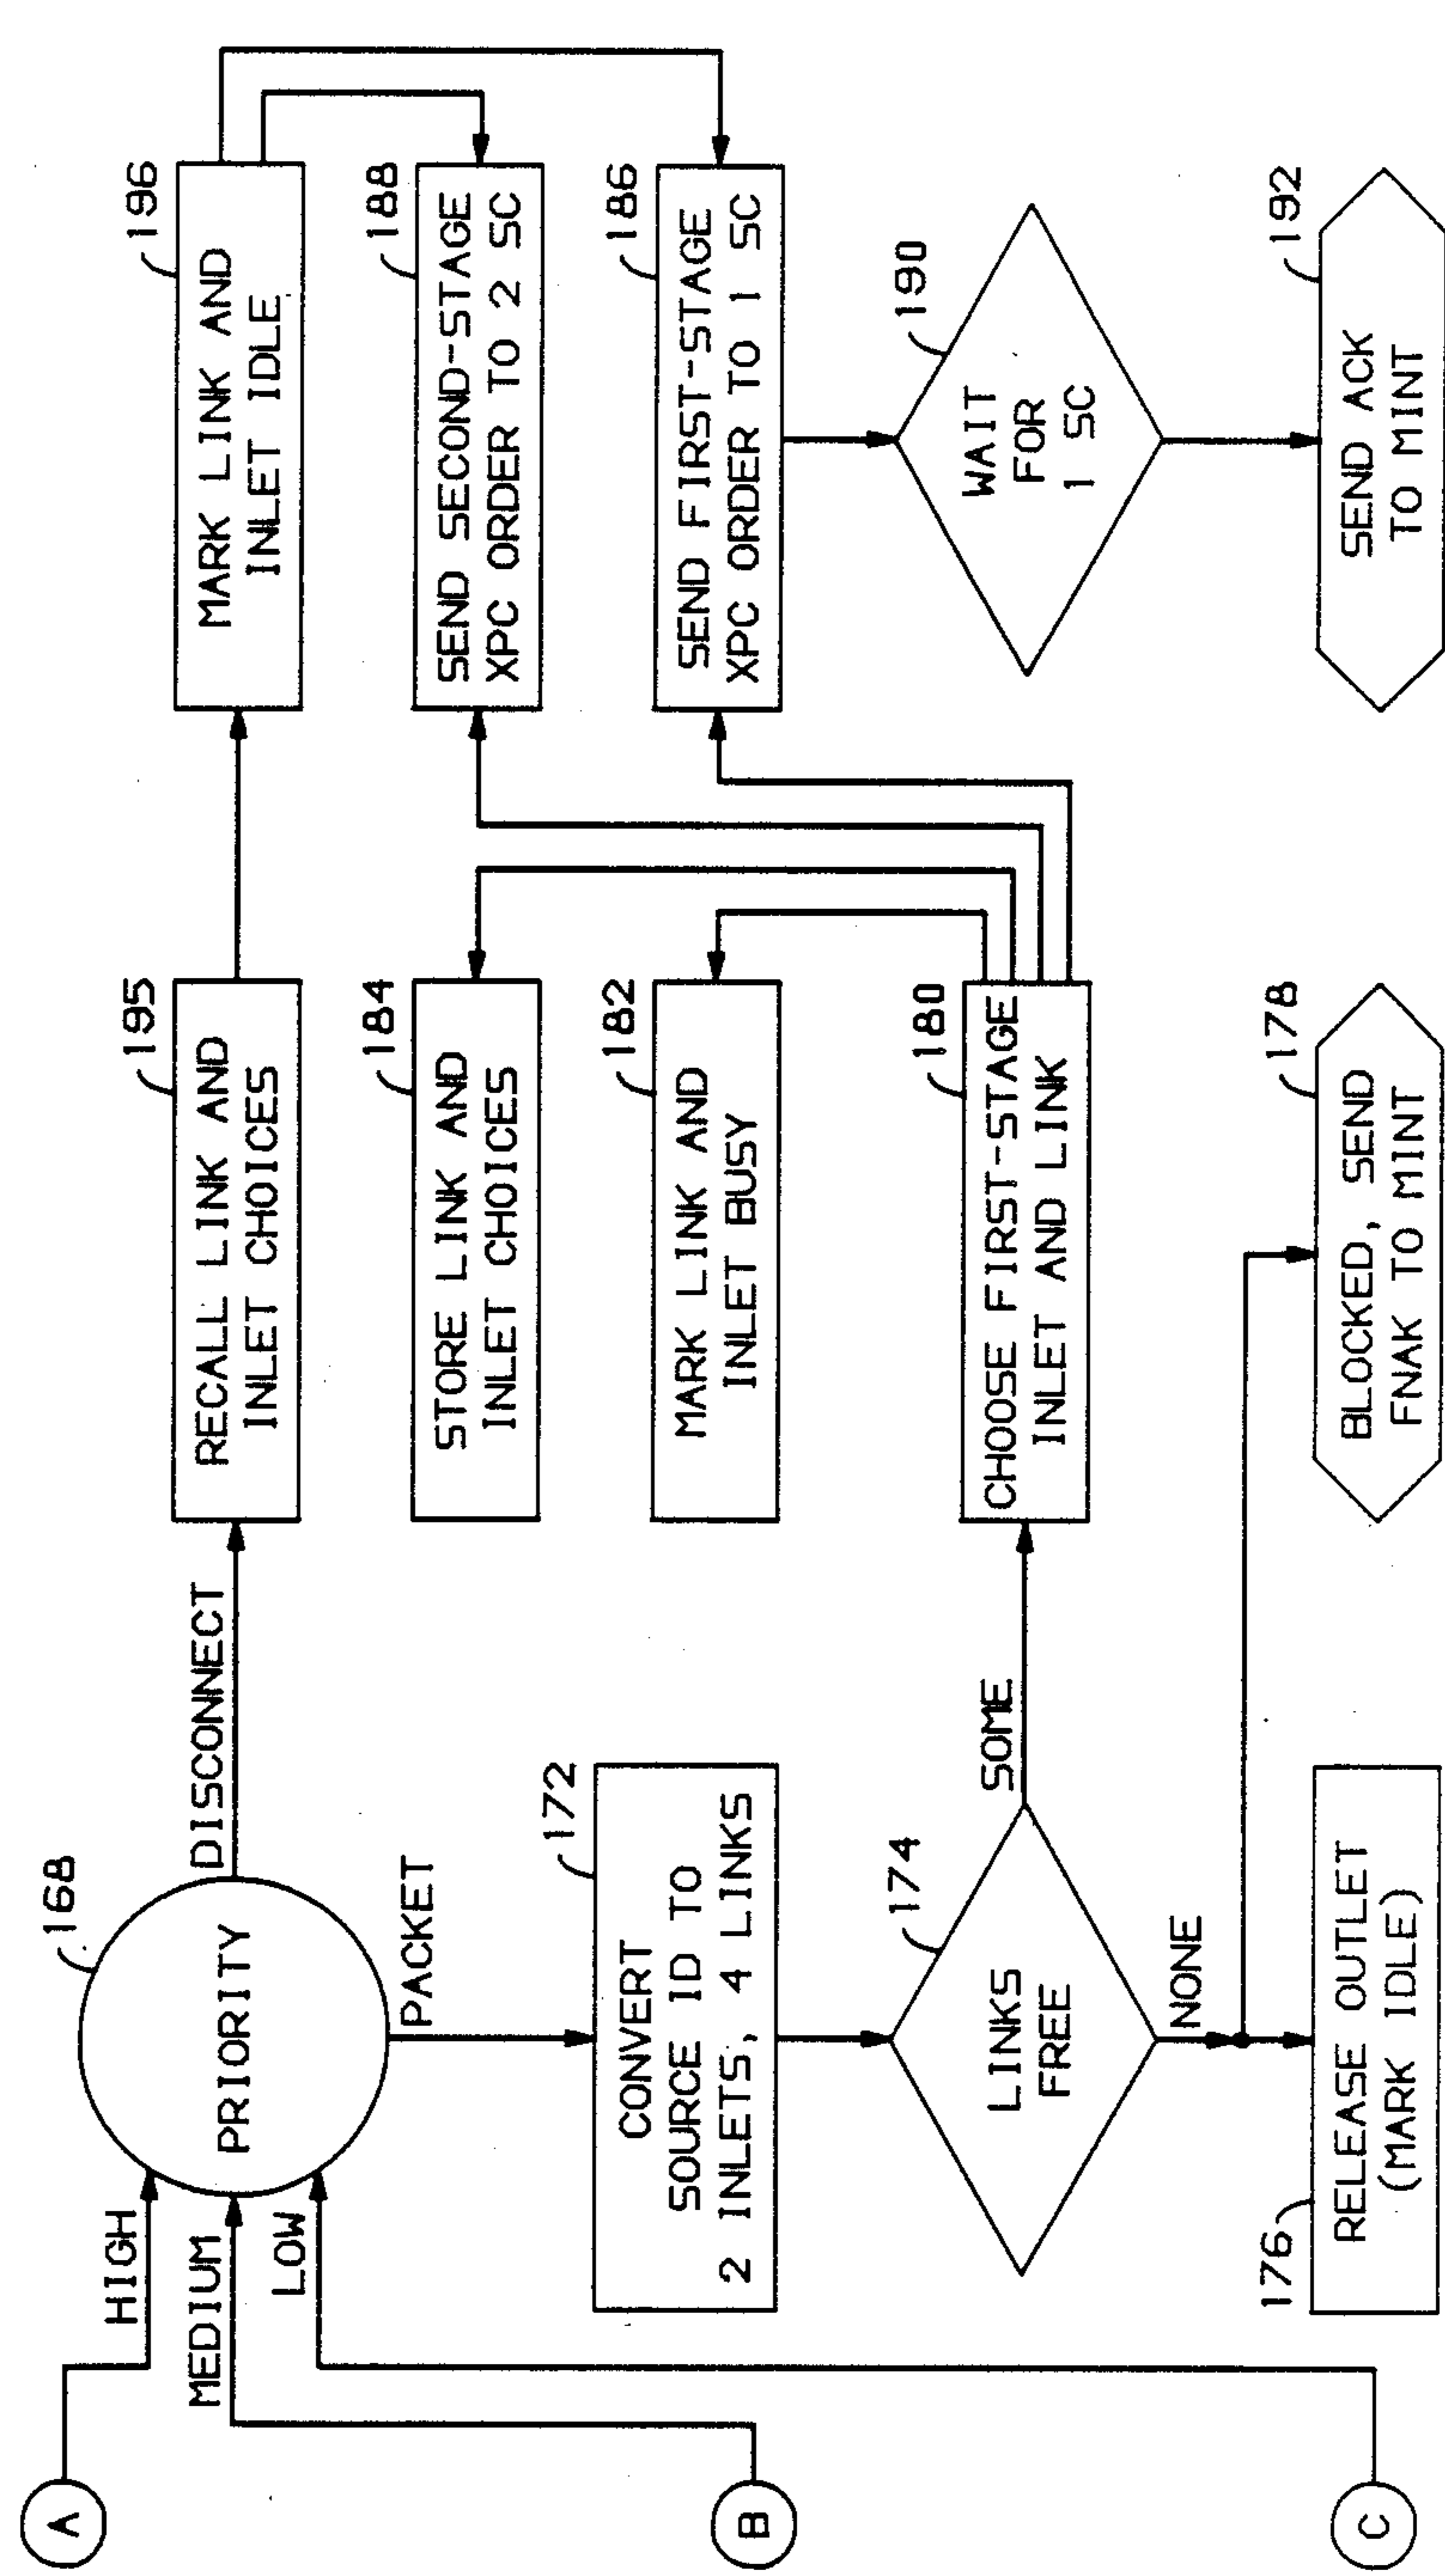 A
HIGH
MEDIUM
LOW
B
C
168
PRIORITY
DISCONNECT
PACKET
172
CONVERT
SOURCE ID TO
2 INLETS, 4 LINKS
174
LINKS
FREE
SOME
NONE
176
RELEASE OUTLET
(MARK IDLE)
195
RECALL LINK AND
INLET CHOICES
184
STORE LINK AND
INLET CHOICES
182
MARK LINK AND
INLET BUSY
180
CHOOSE FIRST-STAGE
INLET AND LINK
178
BLOCKED, SEND
FNAK TO MINT
196
MARK LINK AND
INLET IDLE
188
SEND SECOND-STAGE
XPC ORDER TO 2 SC
186
SEND FIRST-STAGE
XPC ORDER TO 1 SC
190
WAIT
FOR
1 SC
192
SEND ACK
TO MINT